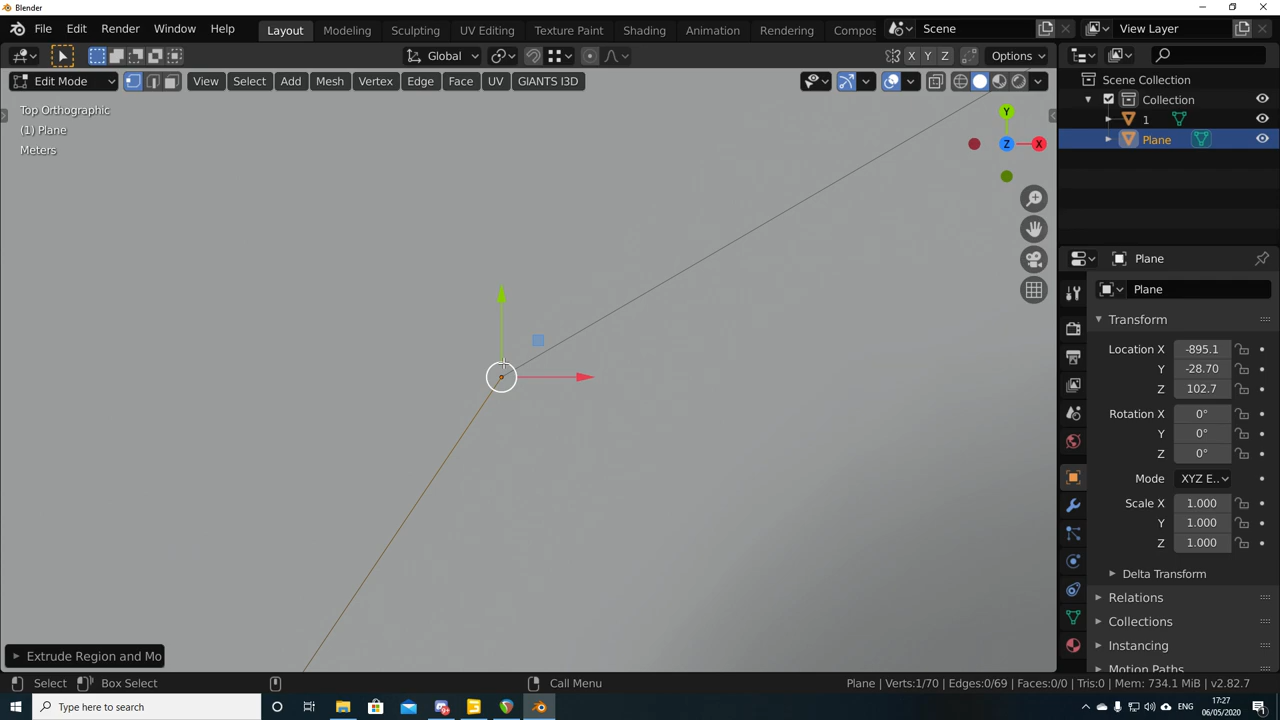 Blender
File Edit Render Window Help Layout Modeling Sculpting UV Editing Texture Paint Shading Animation Rendering Compos Scene View Layer
Global X Y Z Options
Edit Mode View Select Add Mesh Vertex Edge Face UV GIANTS I3D
Top Orthographic
(1) Plane
Meters
Y
Z
X
Extrude Region and Mo
Scene Collection
Collection
1
Plane
Plane
Plane
Transform
Location X -895.1
Y -28.70
Z 102.7
Rotation X 0°
Y 0°
Z 0°
Mode XYZ E..
Scale X 1.000
Y 1.000
Z 1.000
Delta Transform
Relations
Collections
Instancing
Motion Paths
Select Box Select Call Menu Plane | Verts:1/70 | Edges:0/69 | Faces:0/0 | Tris:0 | Mem: 734.1 MiB | v2.82.7
Type here to search ENG 17:27
06/05/2020 1